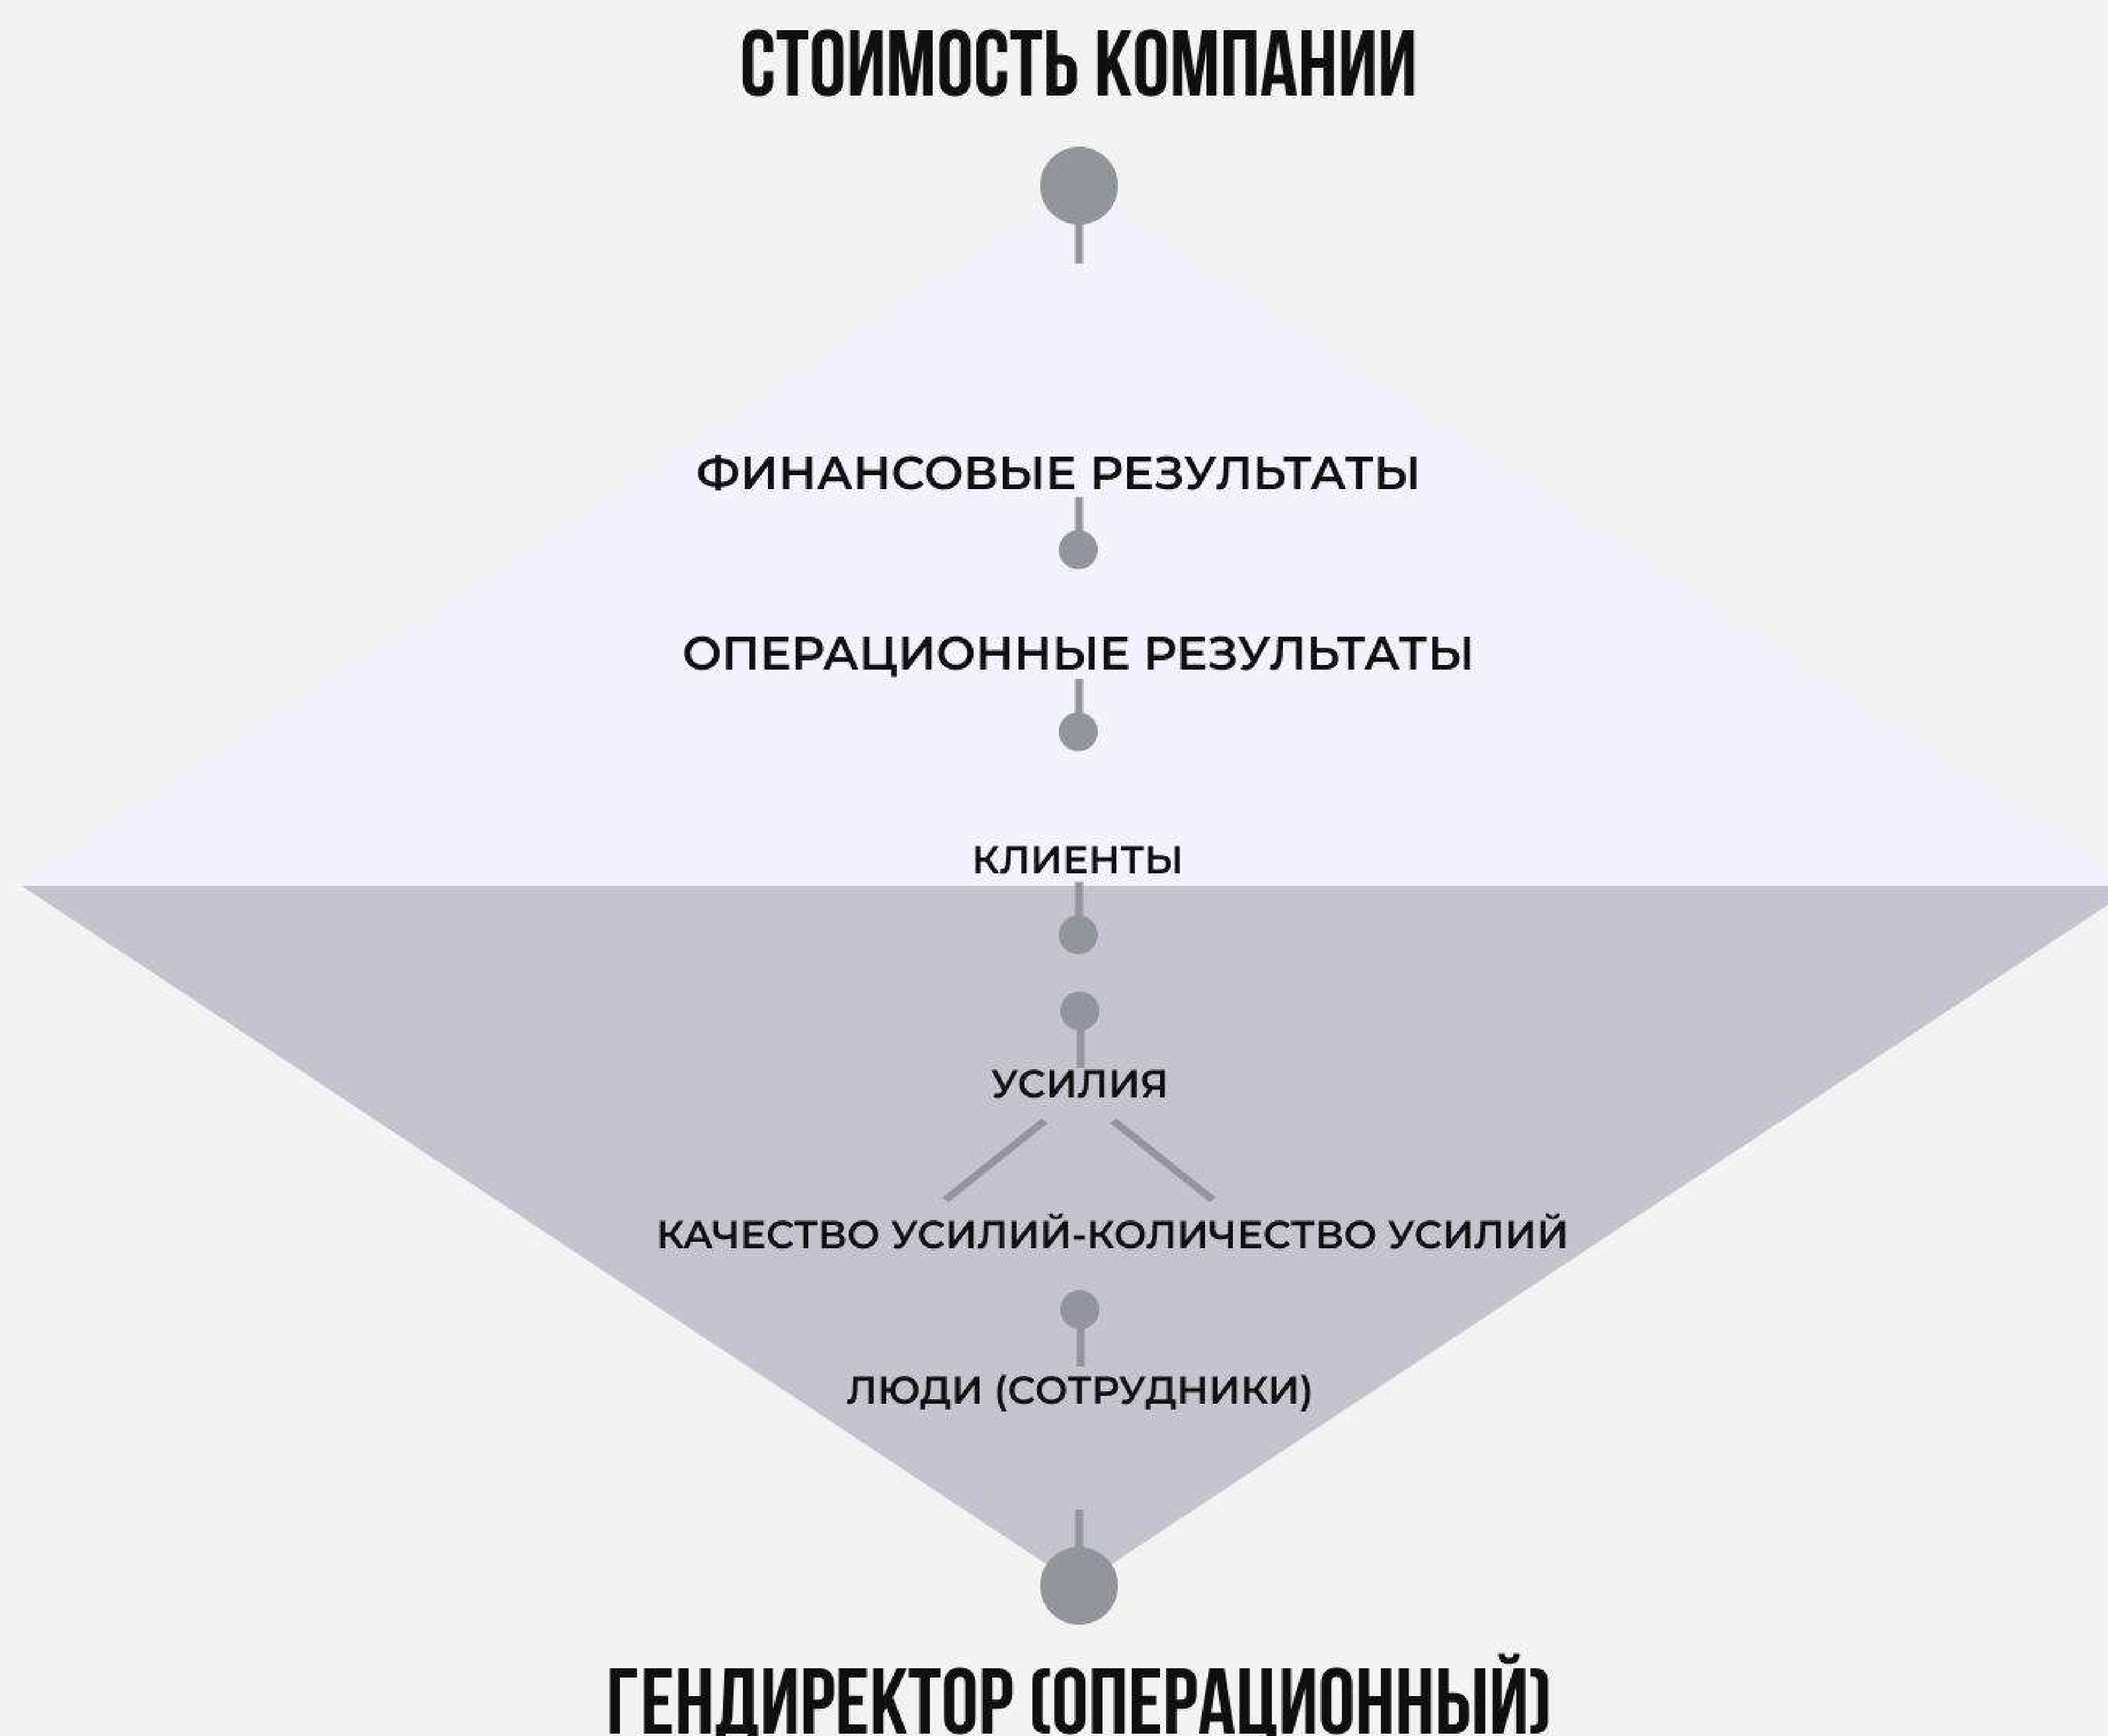 СТОИМОСТЬ КОМПАНИИ
ФИНАНСОВЫЕ РЕЗУЛЬТАТЫ
ОПЕРАЦИОННЫЕ РЕЗУЛЬТАТЫ
КЛИЕНТЫ
УСИЛИЯ
КАЧЕСТВО УСИЛИЙ-КОЛИЧЕСТВО УСИЛИЙ
ЛЮДИ (СОТРУДНИКИ)
ГЕНДИРЕКТОР (ОПЕРАЦИОННЫЙ)